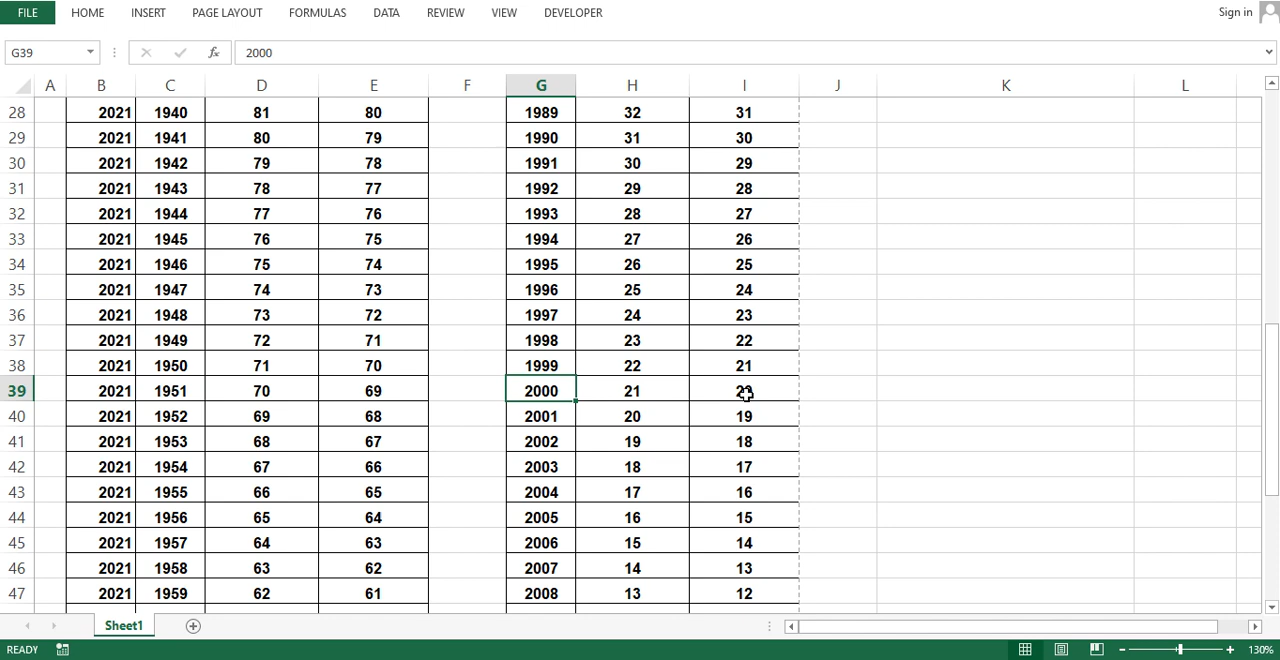 FILE HOME INSERT PAGE LAYOUT FORMULAS DATA REVIEW VIEW DEVELOPER Sign in
G39 fx 2000
A B C D E F G H I J K L
28 2021 1940 81 80 1989 32 31
29 2021 1941 80 79 1990 31 30
30 2021 1942 79 78 1991 30 29
31 2021 1943 78 77 1992 29 28
32 2021 1944 77 76 1993 28 27
33 2021 1945 76 75 1994 27 26
34 2021 1946 75 74 1995 26 25
35 2021 1947 74 73 1996 25 24
36 2021 1948 73 72 1997 24 23
37 2021 1949 72 71 1998 23 22
38 2021 1950 71 70 1999 22 21
39 2021 1951 70 69 2000 21
40 2021 1952 69 68 2001 20 19
41 2021 1953 68 67 2002 19 18
42 2021 1954 67 66 2003 18 17
43 2021 1955 66 65 2004 17 16
44 2021 1956 65 64 2005 16 15
45 2021 1957 64 63 2006 15 14
46 2021 1958 63 62 2007 14 13
47 2021 1959 62 61 2008 13 12
Sheet1
READY 130%